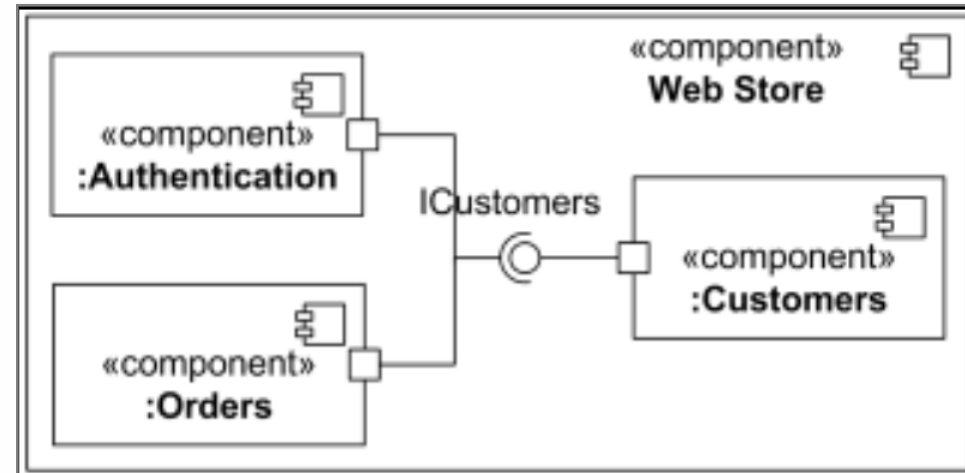 «component»
Web Store
«component»
:Authentication
ICustomers
«component»
:Customers
«component»
:Orders